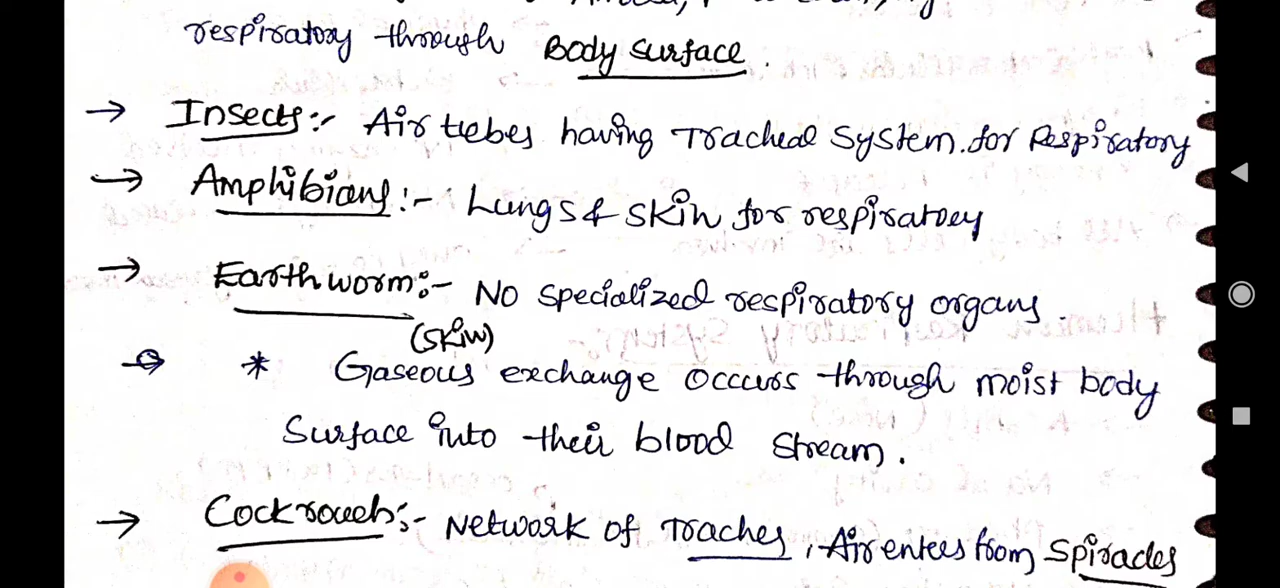 respiratory through Body surface.
→ Insects:- Air tubes having Tracheal System.for Respiratory
→ Amphibians:- Lungs & skin for respiratory
→ Earthworm:- No specialized respiratory organs.
(skin)
* Gaseous exchange occurs through moist body
Surface into their blood stream.
→ Cockroach:- Network of Traches, Air enters from Spiracles